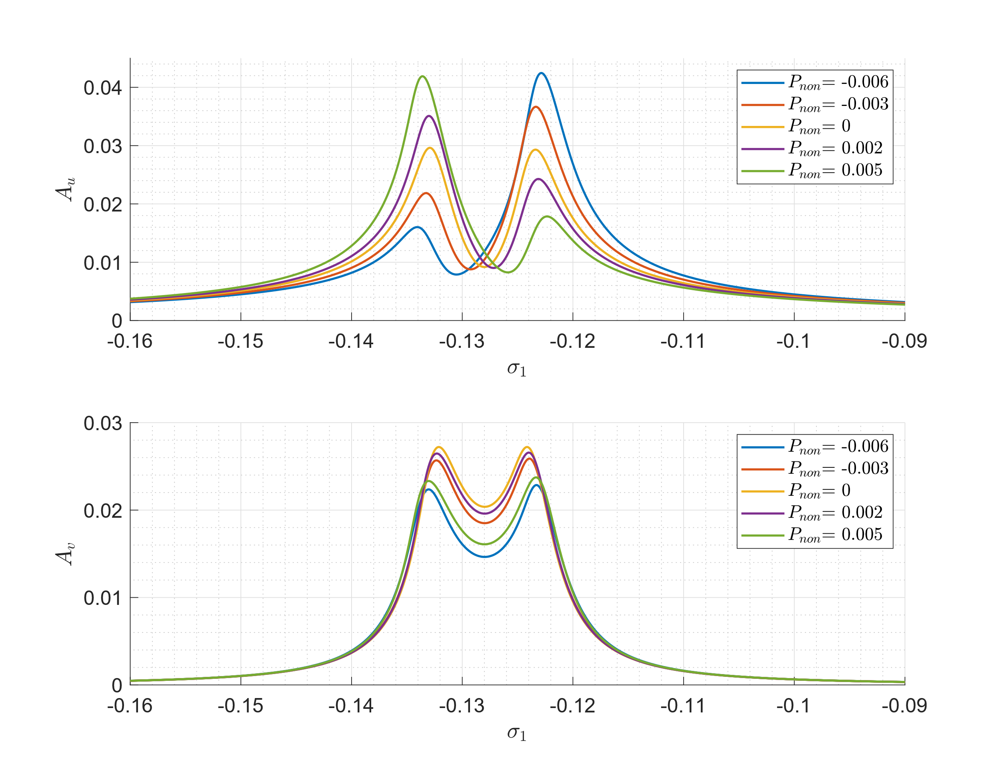 0.04
0.03
0.02
0.01
0
A_u
-0.16 -0.15 -0.14 -0.13 -0.12 -0.11 -0.1 -0.09
σ_1
P_non= -0.006
P_non= -0.003
P_non= 0
P_non= 0.002
P_non= 0.005
0.03
0.02
0.01
0
A_v
-0.16 -0.15 -0.14 -0.13 -0.12 -0.11 -0.1 -0.09
σ_1
P_non= -0.006
P_non= -0.003
P_non= 0
P_non= 0.002
P_non= 0.005